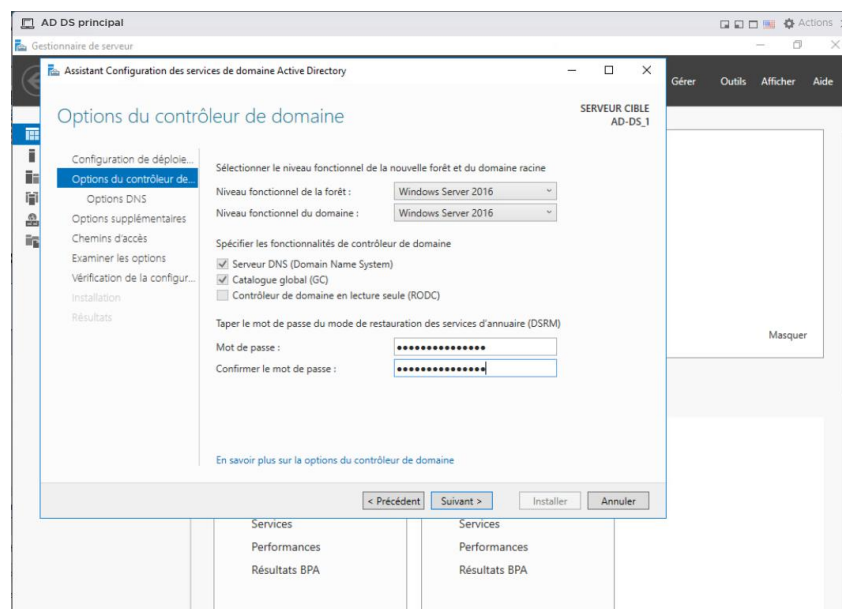 AD DS principal
Actions
Gestionnaire de serveur
Gérer Outils Afficher Aide
Assistant Configuration des services de domaine Active Directory
Options du contrôleur de domaine
SERVEUR CIBLE
AD-DS_1
Configuration de déploie...
Options du contrôleur de...
Options DNS
Options supplémentaires
Chemins d'accès
Examiner les options
Vérification de la configur...
Installation
Résultats
Sélectionner le niveau fonctionnel de la nouvelle forêt et du domaine racine
Niveau fonctionnel de la forêt : Windows Server 2016
Niveau fonctionnel du domaine : Windows Server 2016
Spécifier les fonctionnalités de contrôleur de domaine
Serveur DNS (Domain Name System)
Catalogue global (GC)
Contrôleur de domaine en lecture seule (RODC)
Taper le mot de passe du mode de restauration des services d'annuaire (DSRM)
Mot de passe : •••••••••••••••
Confirmer le mot de passe : •••••••••••••••
En savoir plus sur la options du contrôleur de domaine
< Précédent Suivant > Installer Annuler
Masquer
Services Services
Performances Performances
Résultats BPA Résultats BPA